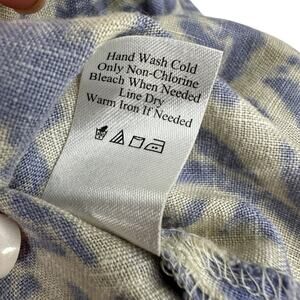 Hand Wash Cold
Only Non-Chlorine
Bleach When Needed
Line Dry
Warm Iron If Needed